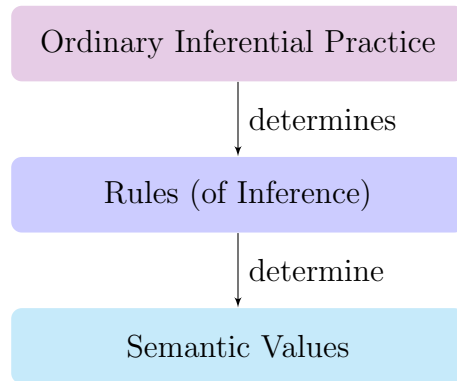 Ordinary Inferential Practice
determines
Rules (of Inference)
determine
Semantic Values